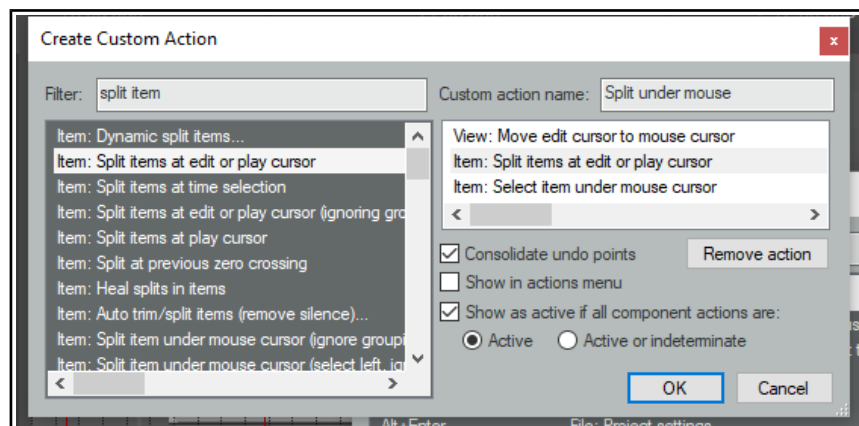 Create Custom Action
x
Filter: split item
Custom action name: Split under mouse
Item: Dynamic split items...
Item: Split items at edit or play cursor
Item: Split items at time selection
Item: Split items at edit or play cursor (ignoring gro
Item: Split items at play cursor
Item: Split at previous zero crossing
Item: Heal splits in items
Item: Auto trim/split items (remove silence)...
Item: Split item under mouse cursor (ignore groupi
Item: Split item under mouse cursor (select left, ign
View: Move edit cursor to mouse cursor
Item: Split items at edit or play cursor
Item: Select item under mouse cursor
Consolidate undo points
Remove action
Show in actions menu
Show as active if all component actions are:
Active
Active or indeterminate
OK
Cancel
Alt+Enter
File: Project settings